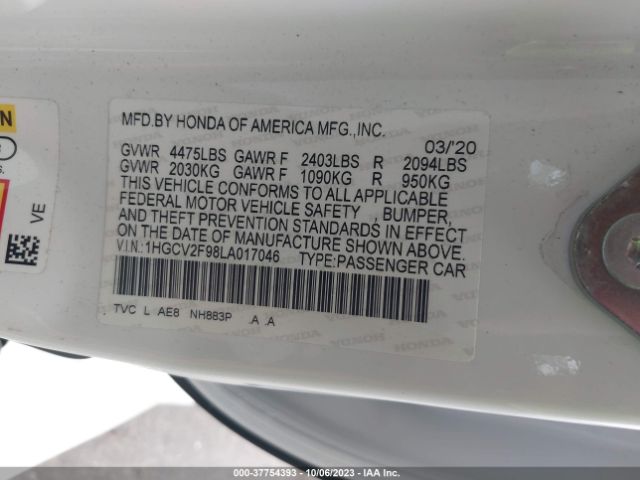 MFD.BY HONDA OF AMERICA MFG.,INC.
03/'20
GVWR 4475LBS GAWR F 2403LBS R 2094LBS
GVWR 2030KG GAWR F 1090KG R 950KG
THIS VEHICLE CONFORMS TO ALL APPLICABLE
FEDERAL MOTOR VEHICLE SAFETY , BUMPER,
AND THEFT PREVENTION STANDARDS IN EFFECT
ON THE DATE OF MANUFACTURE SHOWN ABOVE.
V.I.N.:1HGCV2F98LA017046 TYPE:PASSENGER CAR
TVC L AE8 NH883P .A .A
VE
000-37754393 - 10/06/2023 - IAA Inc.